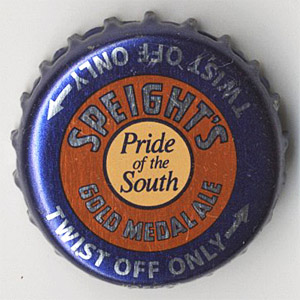 TWIST OFF ONLY
SPEIGHT'S
Pride
of the
South
GOLD MEDAL ALE
TWIST OFF ONLY